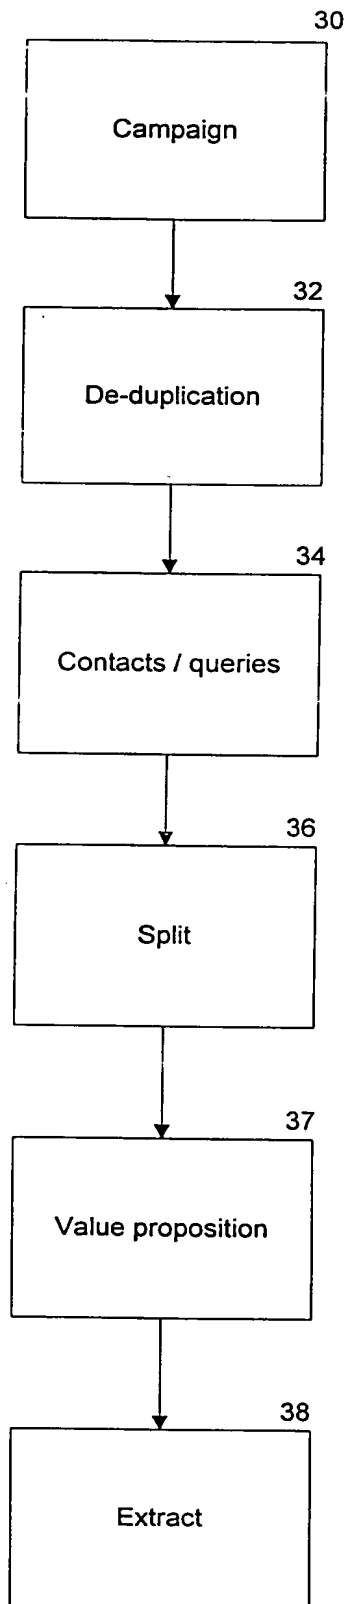 30
Campaign
32
De-duplication
34
Contacts / queries
36
Split
37
Value proposition
38
Extract